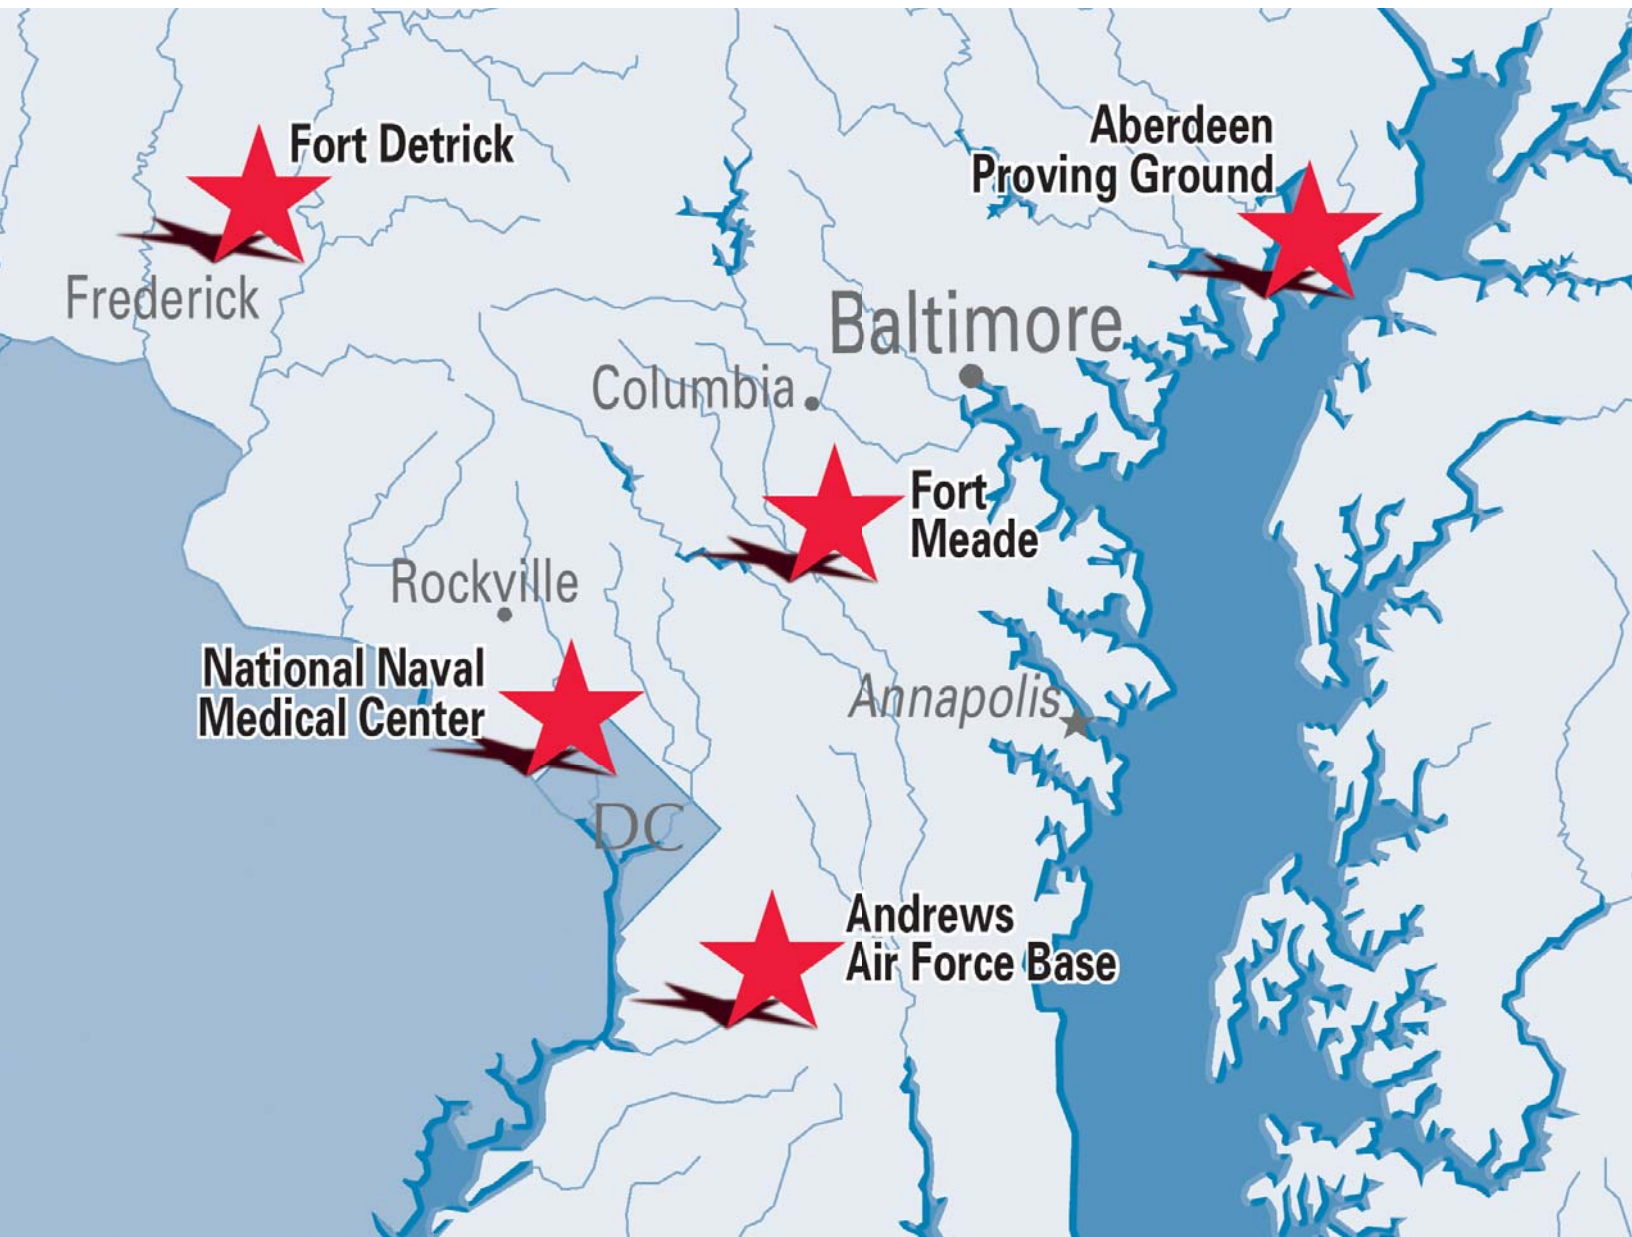 Fort Detrick
Aberdeen
Proving Ground
Frederick
Baltimore
Columbia
Fort
Meade
Rockville
National Naval
Medical Center
Annapolis
DC
Andrews
Air Force Base